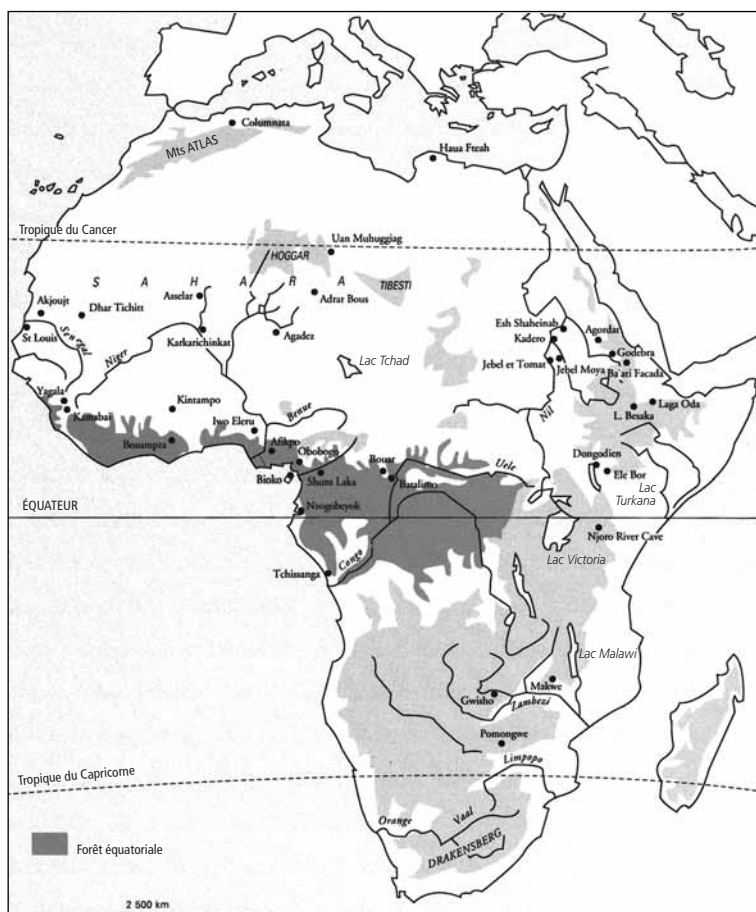 Columnata
Mts ATLAS
Haua Fteah
Tropique du Cancer
Uan Muhuggiag
HOGGAR
S A H A R A
TIBESTI
Asselar
Adrar Bous
Akjoujt
Dhar Tichitt
St Louis
Senegal
Karkarichinkat
Agadez
Esh Shaheinab
Agordat
Kadero
Godebra
Lac Tchad
Jebel et Tomat
Jebel Moya
Ba'ati Facada
Niger
Yagala
Kamabai
Kintampo
Benue
Nil
L. Besaka
Laga Oda
Iwo Eleru
Bosumpra
Afikpo
Obobogo
Bouar
Uele
Dongodien
Ele Bor
Bioko
Shum Laka
Batalimo
Lac
Turkana
ÉQUATEUR
Nzogobeyok
Njoro River Cave
Lac Victoria
Congo
Tchissanga
Lac Malawi
Makwe
Gwisho
Zambezi
Pomongwe
Limpopo
Tropique du Capricorne
Orange
Vaal
DRAKENSBERG
Forêt équatoriale
2 500 km